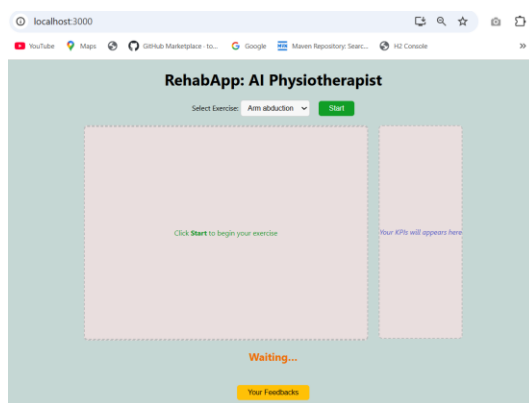 localhost:3000
YouTube Maps GitHub Marketplace · to... Google Maven Repository: Searc... H2 Console »
RehabApp: AI Physiotherapist
Select Exercise: Arm abduction Start
Click Start to begin your exercise
Your KPIs will appears here
Waiting...
Your Feedbacks